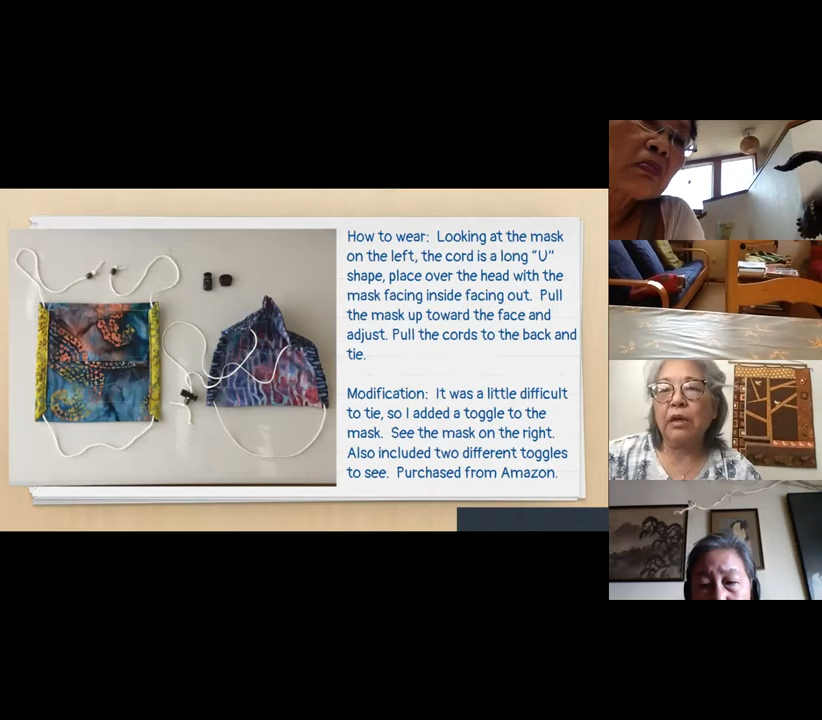 How to wear:  Looking at the mask
on the left, the cord is a long "U"
shape, place over the head with the
mask facing inside facing out.  Pull
the mask up toward the face and
adjust. Pull the cords to the back and
tie.
Modification:  It was a little difficult
to tie, so I added a toggle to the
mask.  See the mask on the right.
Also included two different toggles
to see.  Purchased from Amazon.